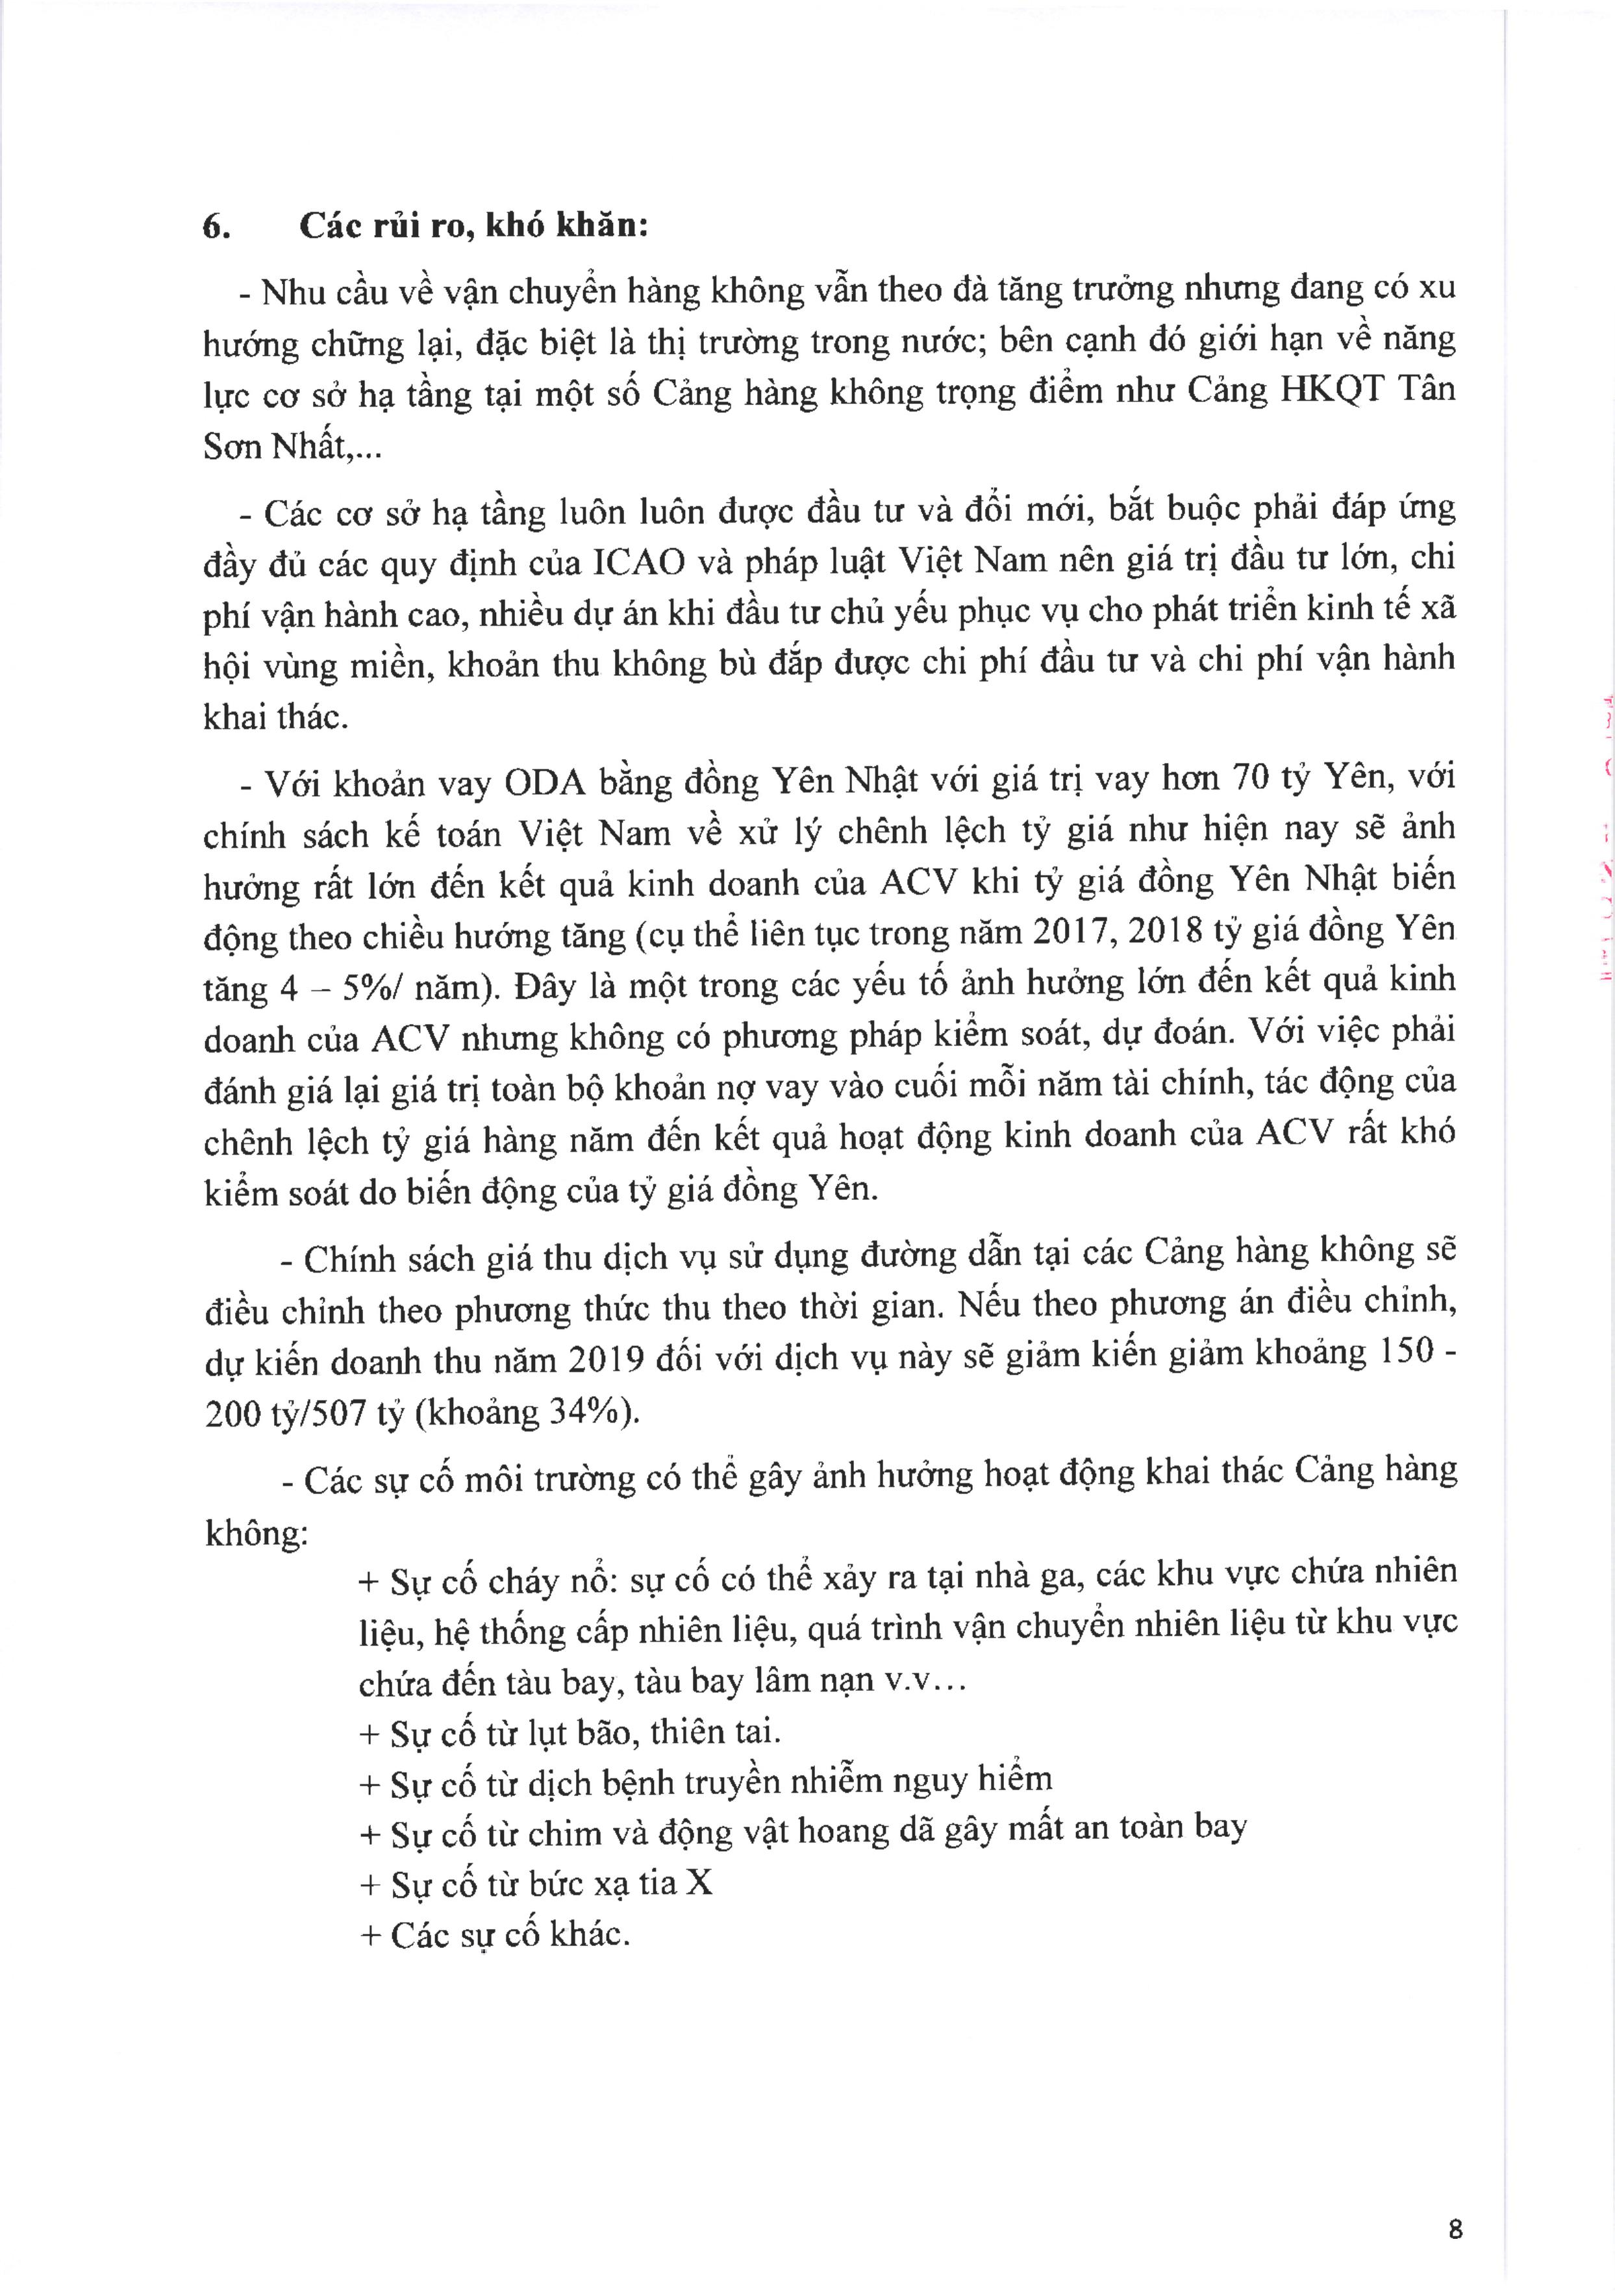 6. Các rủi ro, khó khăn:
- Nhu cầu về vận chuyển hàng không vẫn theo đà tăng trưởng nhưng đang có xu
hướng chững lại, đặc biệt là thị trường trong nước; bên cạnh đó giới hạn về năng
lực cơ sở hạ tầng tại một số Cảng hàng không trọng điểm như Cảng HKQT Tân
Sơn Nhất,...
- Các cơ sở hạ tầng luôn luôn được đầu tư và đổi mới, bắt buộc phải đáp ứng
đầy đủ các quy định của ICAO và pháp luật Việt Nam nên giá trị đầu tư lớn, chi
phí vận hành cao, nhiều dự án khi đầu tư chủ yếu phục vụ cho phát triển kinh tế xã
hội vùng miền, khoản thu không bù đắp được chi phí đầu tư và chi phí vận hành
khai thác.
- Với khoản vay ODA bằng đồng Yên Nhật với giá trị vay hơn 70 tỷ Yên, với
chính sách kế toán Việt Nam về xử lý chênh lệch tỷ giá như hiện nay sẽ ảnh
hưởng rất lớn đến kết quả kinh doanh của ACV khi tỷ giá đồng Yên Nhật biến
động theo chiều hướng tăng (cụ thể liên tục trong năm 2017, 2018 tỷ giá đồng Yên
tăng 4 – 5%/ năm). Đây là một trong các yếu tố ảnh hưởng lớn đến kết quả kinh
doanh của ACV nhưng không có phương pháp kiểm soát, dự đoán. Với việc phải
đánh giá lại giá trị toàn bộ khoản nợ vay vào cuối mỗi năm tài chính, tác động của
chênh lệch tỷ giá hàng năm đến kết quả hoạt động kinh doanh của ACV rất khó
kiểm soát do biến động của tỷ giá đồng Yên.
- Chính sách giá thu dịch vụ sử dụng đường dẫn tại các Cảng hàng không sẽ
điều chỉnh theo phương thức thu theo thời gian. Nếu theo phương án điều chỉnh,
dự kiến doanh thu năm 2019 đối với dịch vụ này sẽ giảm kiến giảm khoảng 150 -
200 tỷ/507 tỷ (khoảng 34%).
- Các sự cố môi trường có thể gây ảnh hưởng hoạt động khai thác Cảng hàng
không:
+ Sự cố cháy nổ: sự cố có thể xảy ra tại nhà ga, các khu vực chứa nhiên
liệu, hệ thống cấp nhiên liệu, quá trình vận chuyển nhiên liệu từ khu vực
chứa đến tàu bay, tàu bay lâm nạn v.v...
+ Sự cố từ lụt bão, thiên tai.
+ Sự cố từ dịch bệnh truyền nhiễm nguy hiểm
+ Sự cố từ chim và động vật hoang dã gây mất an toàn bay
+ Sự cố từ bức xạ tia X
+ Các sự cố khác.
8